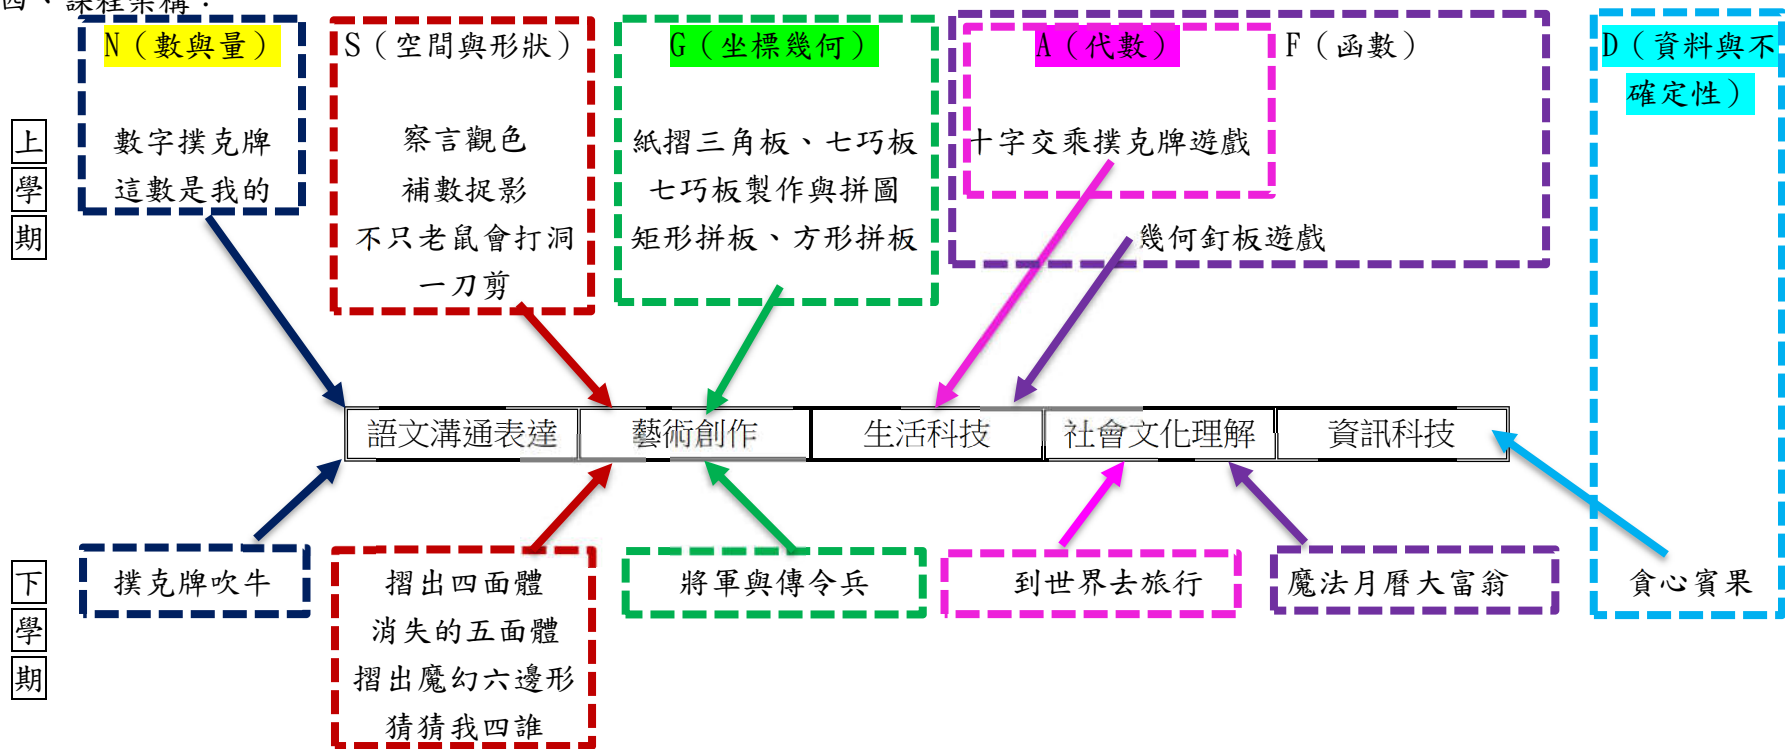 四、課程架構：
N（數與量）
S（空間與形狀）
G（坐標幾何）
A（代數）
F（函數）
D（資料與不
確定性）
上
學
期
數字撲克牌
這數是我的
察言觀色
補數捉影
不只老鼠會打洞
一刀剪
紙摺三角板、七巧板
七巧板製作與拼圖
矩形拼板、方形拼板
十字交乘撲克牌遊戲
幾何釘板遊戲
語文溝通表達
藝術創作
生活科技
社會文化理解
資訊科技
下
學
期
撲克牌吹牛
摺出四面體
消失的五面體
摺出魔幻六邊形
猜猜我四誰
將軍與傳令兵
到世界去旅行
魔法月曆大富翁
貪心賓果